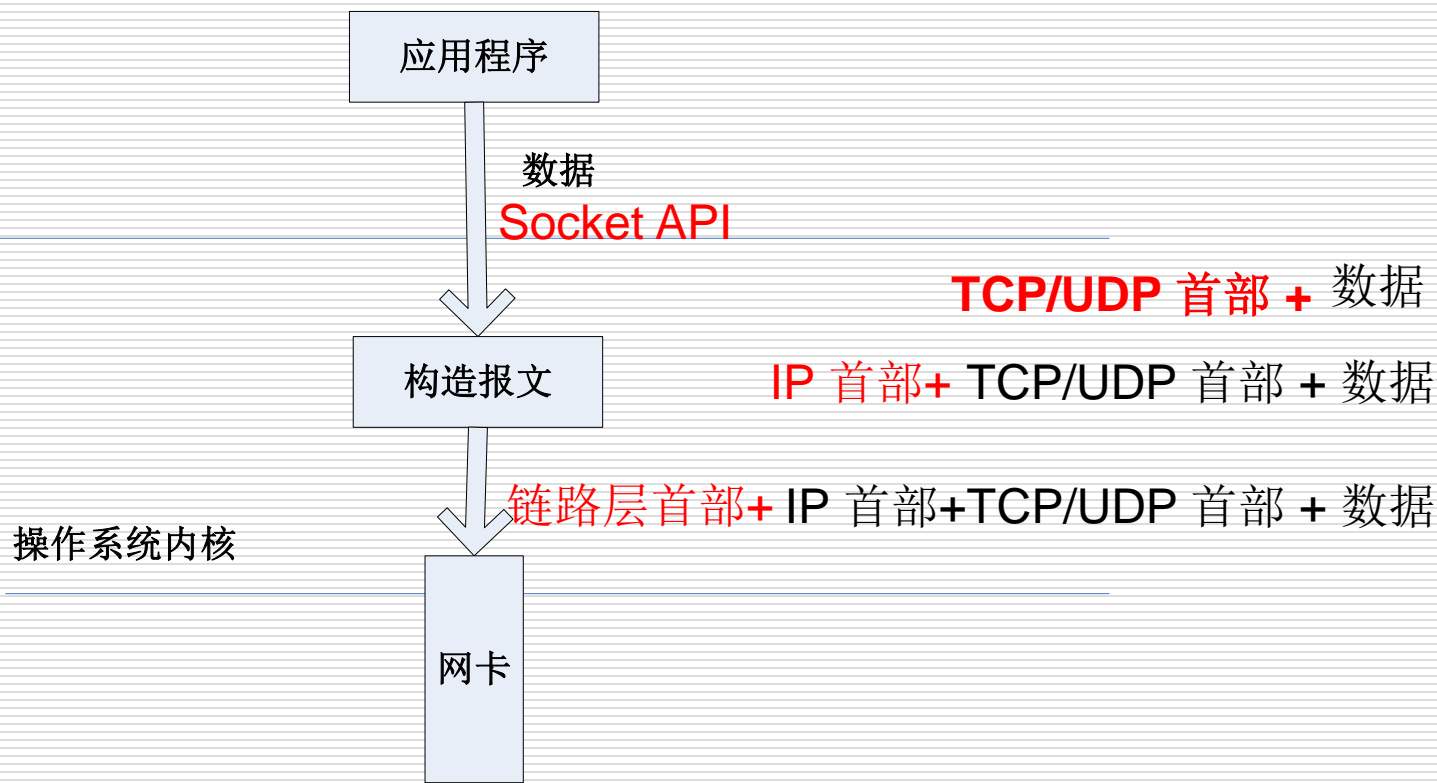 应用程序
数据
Socket API
TCP/UDP 首部 + 数据
构造报文
IP 首部+ TCP/UDP 首部 + 数据
链路层首部+ IP 首部+TCP/UDP 首部 + 数据
操作系统内核
网卡